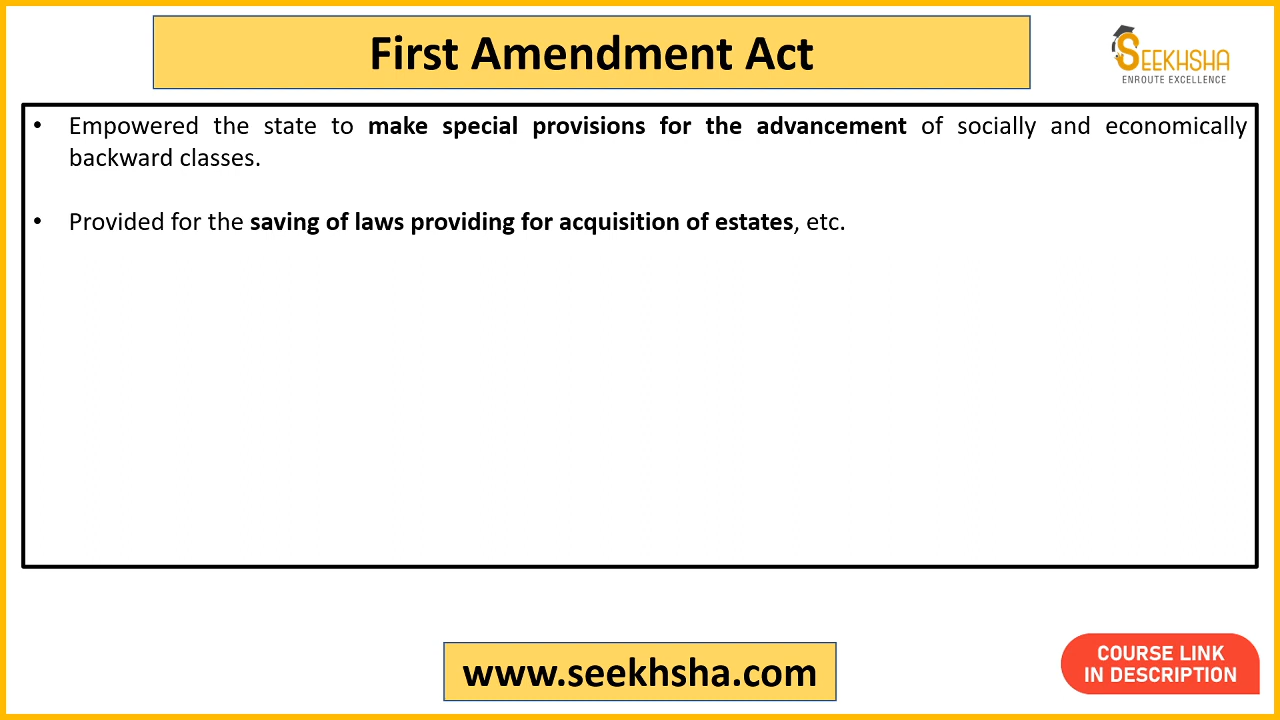 First Amendment Act
SEEKHSHA
ENROUTE EXCELLENCE
• Empowered the state to make special provisions for the advancement of socially and economically
backward classes.
• Provided for the saving of laws providing for acquisition of estates, etc.
www.seekhsha.com
COURSE LINK
IN DESCRIPTION